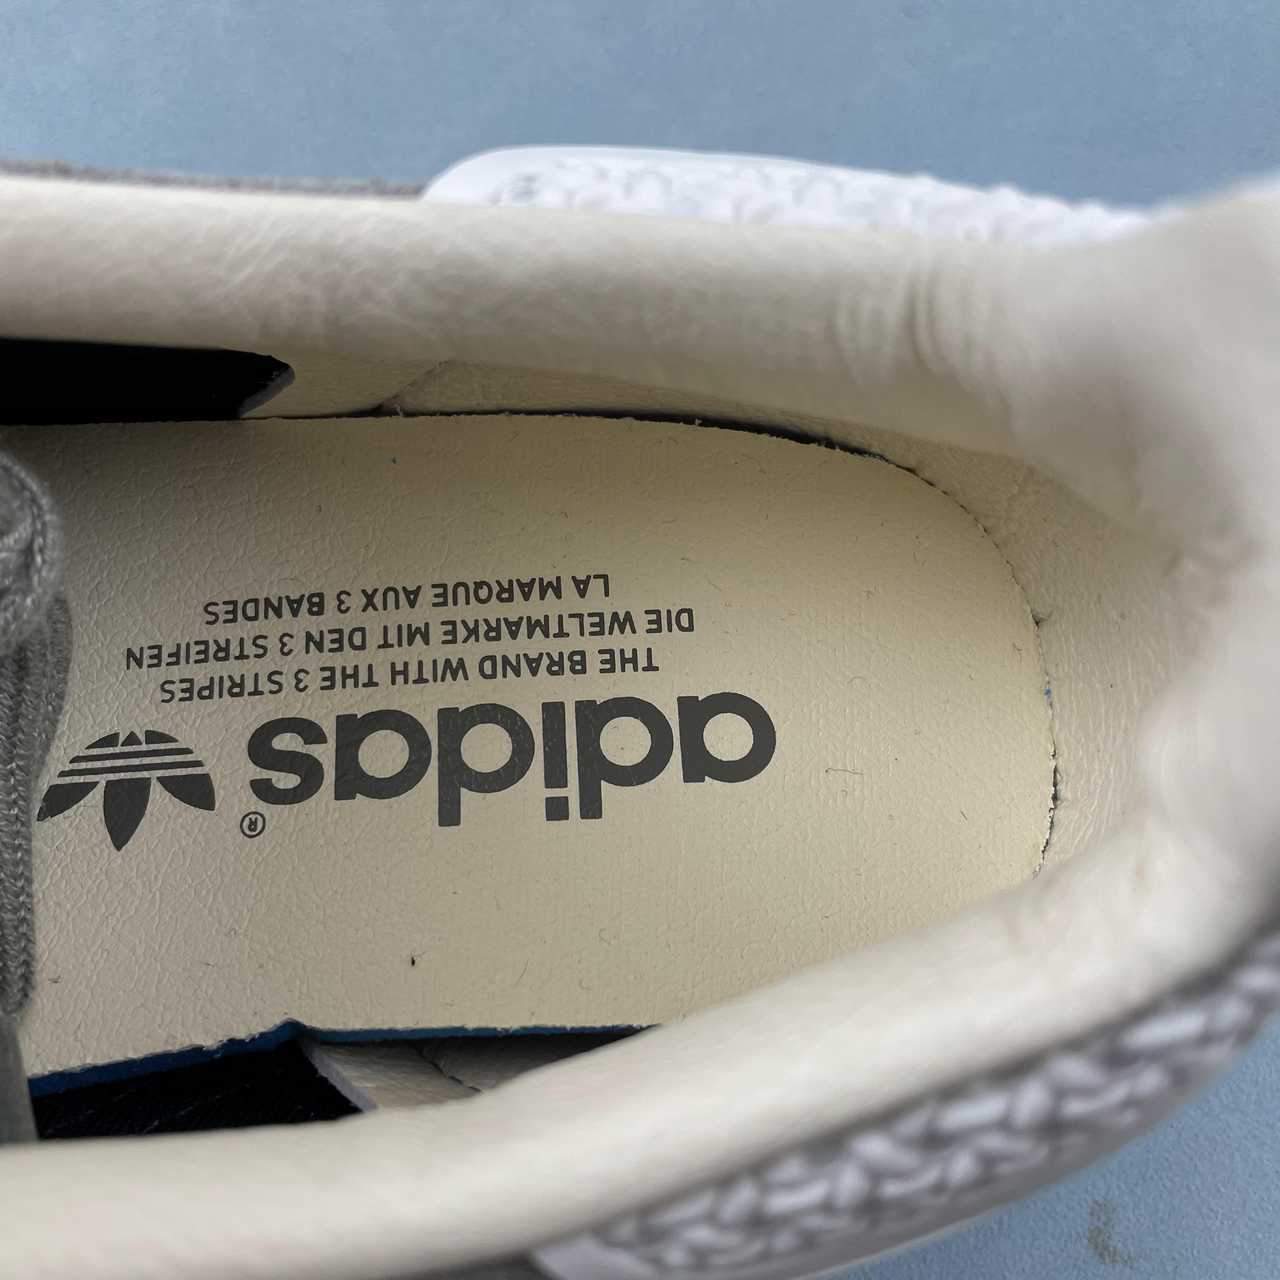 adidas®
THE BRAND WITH THE 3 STRIPES
DIE WELTMARKE MIT DEN 3 STREIFEN
LA MARQUE AUX 3 BANDES